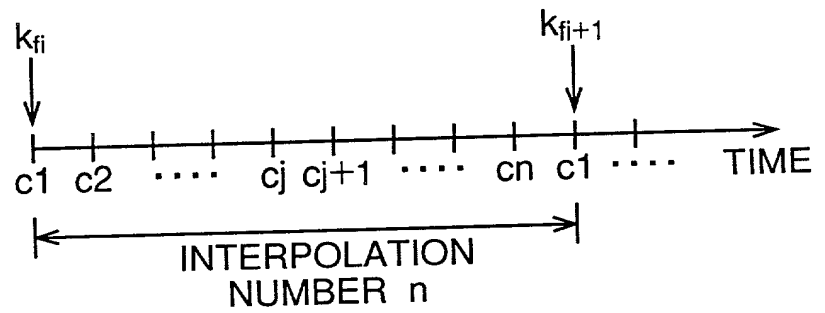 kfi kfi+1
c1 c2 .... cj cj+1 .... cn c1 .... TIME
INTERPOLATION
NUMBER n